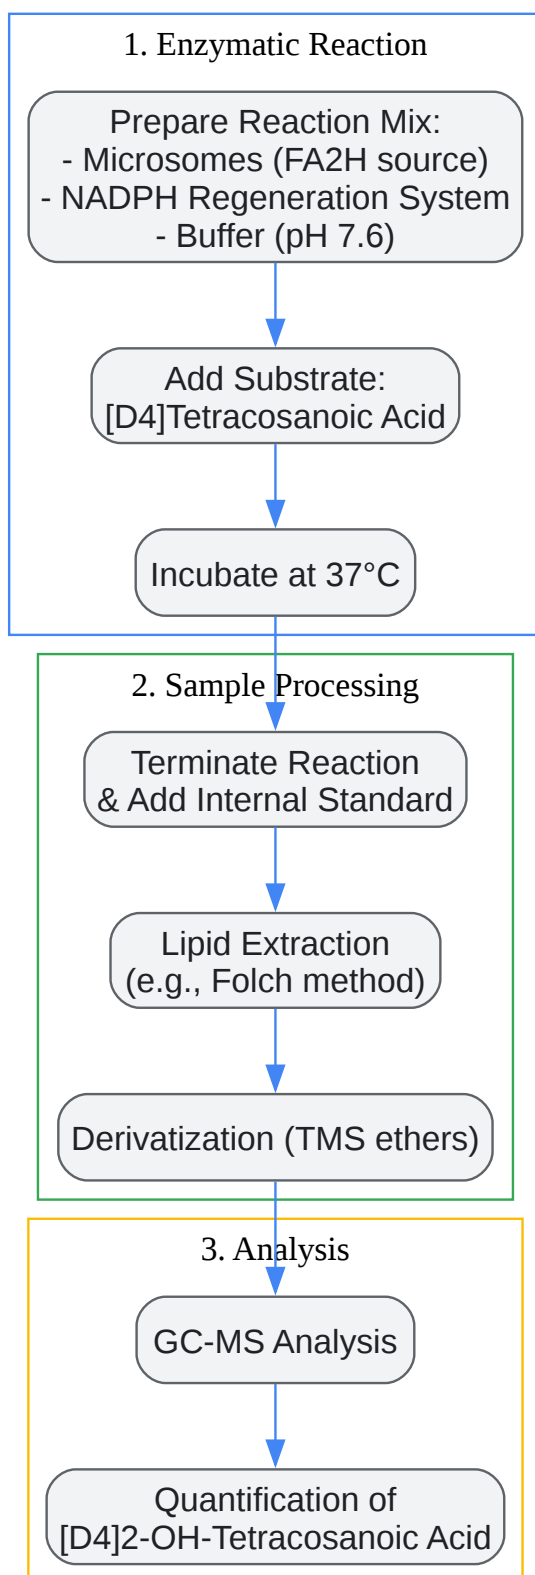 1. Enzymatic Reaction
Prepare Reaction Mix:
- Microsomes (FA2H source)
- NADPH Regeneration System
- Buffer (pH 7.6)
Add Substrate:
[D4]Tetracosanoic Acid
Incubate at 37°C
2. Sample Processing
Terminate Reaction
& Add Internal Standard
Lipid Extraction
(e.g., Folch method)
Derivatization (TMS ethers)
3. Analysis
GC-MS Analysis
Quantification of
[D4]2-OH-Tetracosanoic Acid